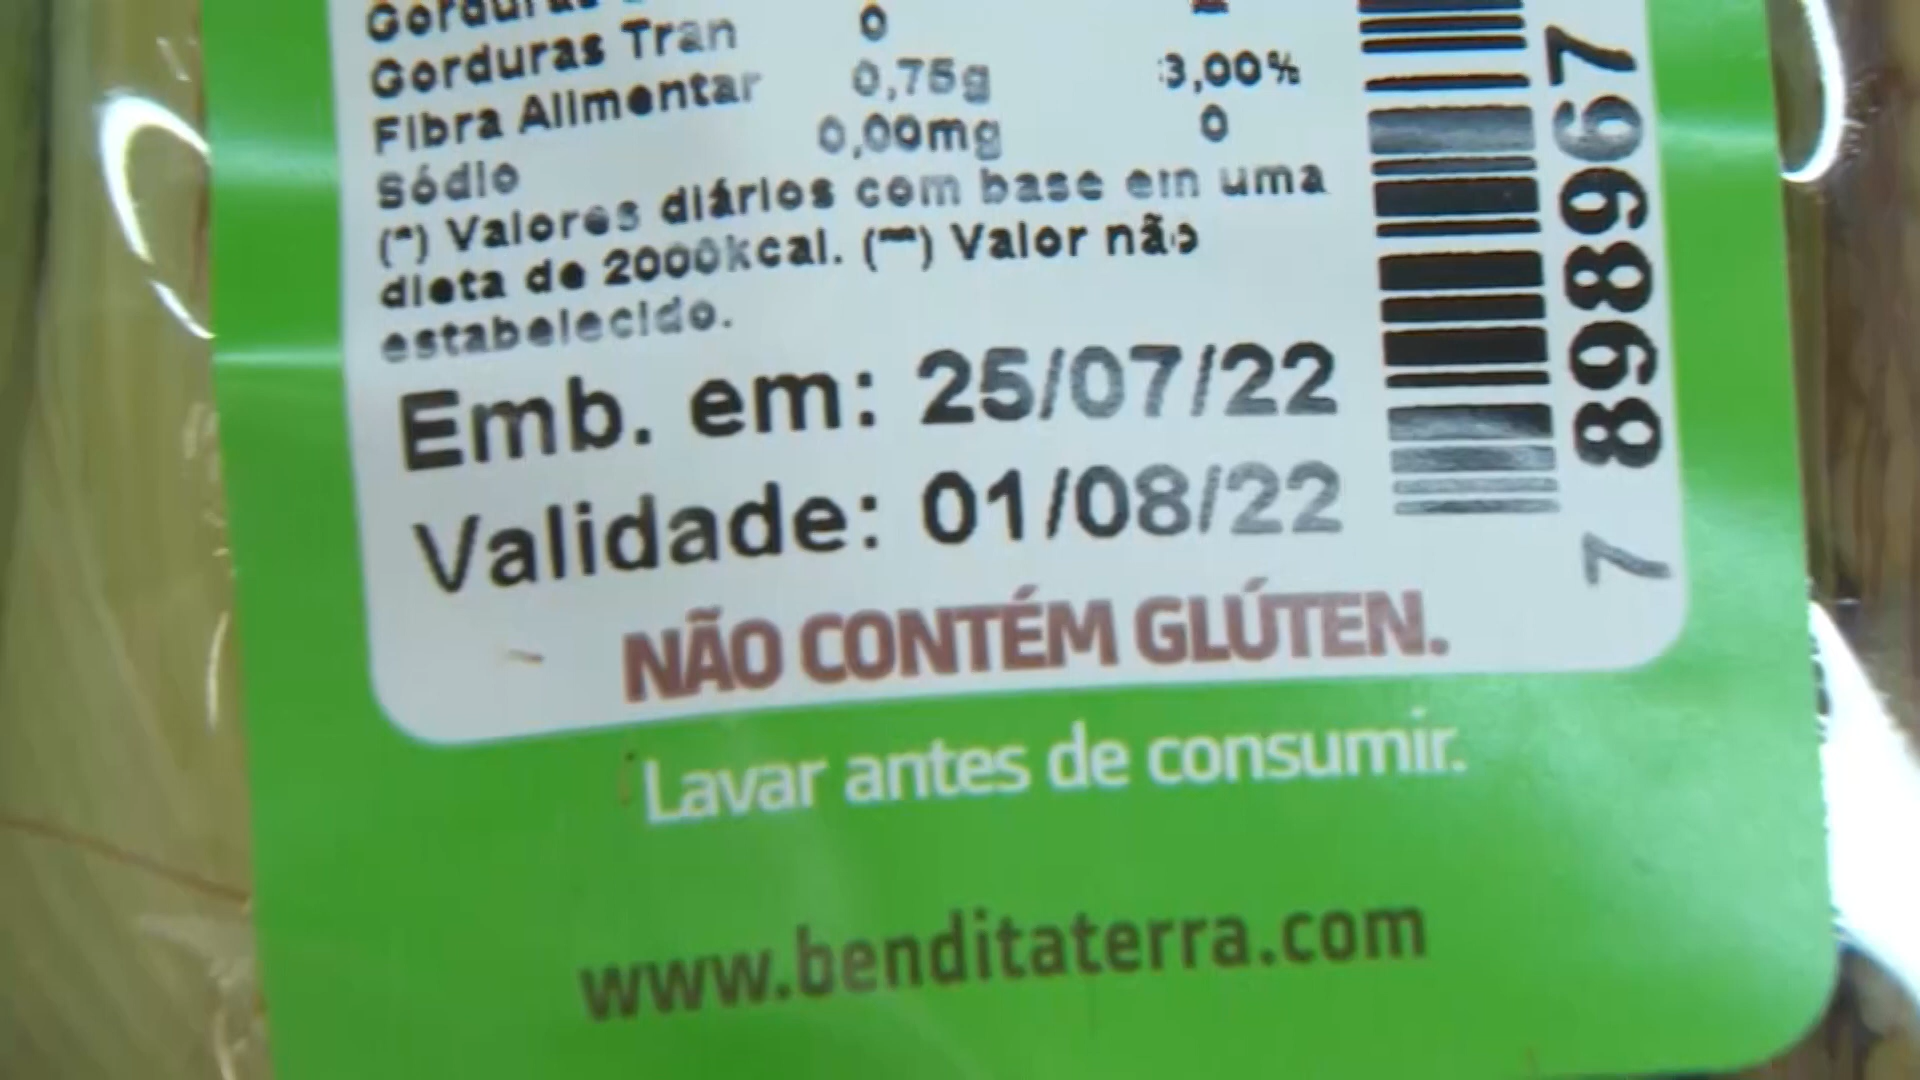 Gorduras
Gorduras Tran 0
Fibra Alimentar 0,75g 3,00%
Sódio 0,00mg 0
(*) Valores diários com base em uma
dieta de 2000kcal. (**) Valor não
estabelecido.
Emb. em: 25/07/22
Validade: 01/08/22
NÃO CONTÉM GLÚTEN.
Lavar antes de consumir.
www.benditaterra.com
7 898967